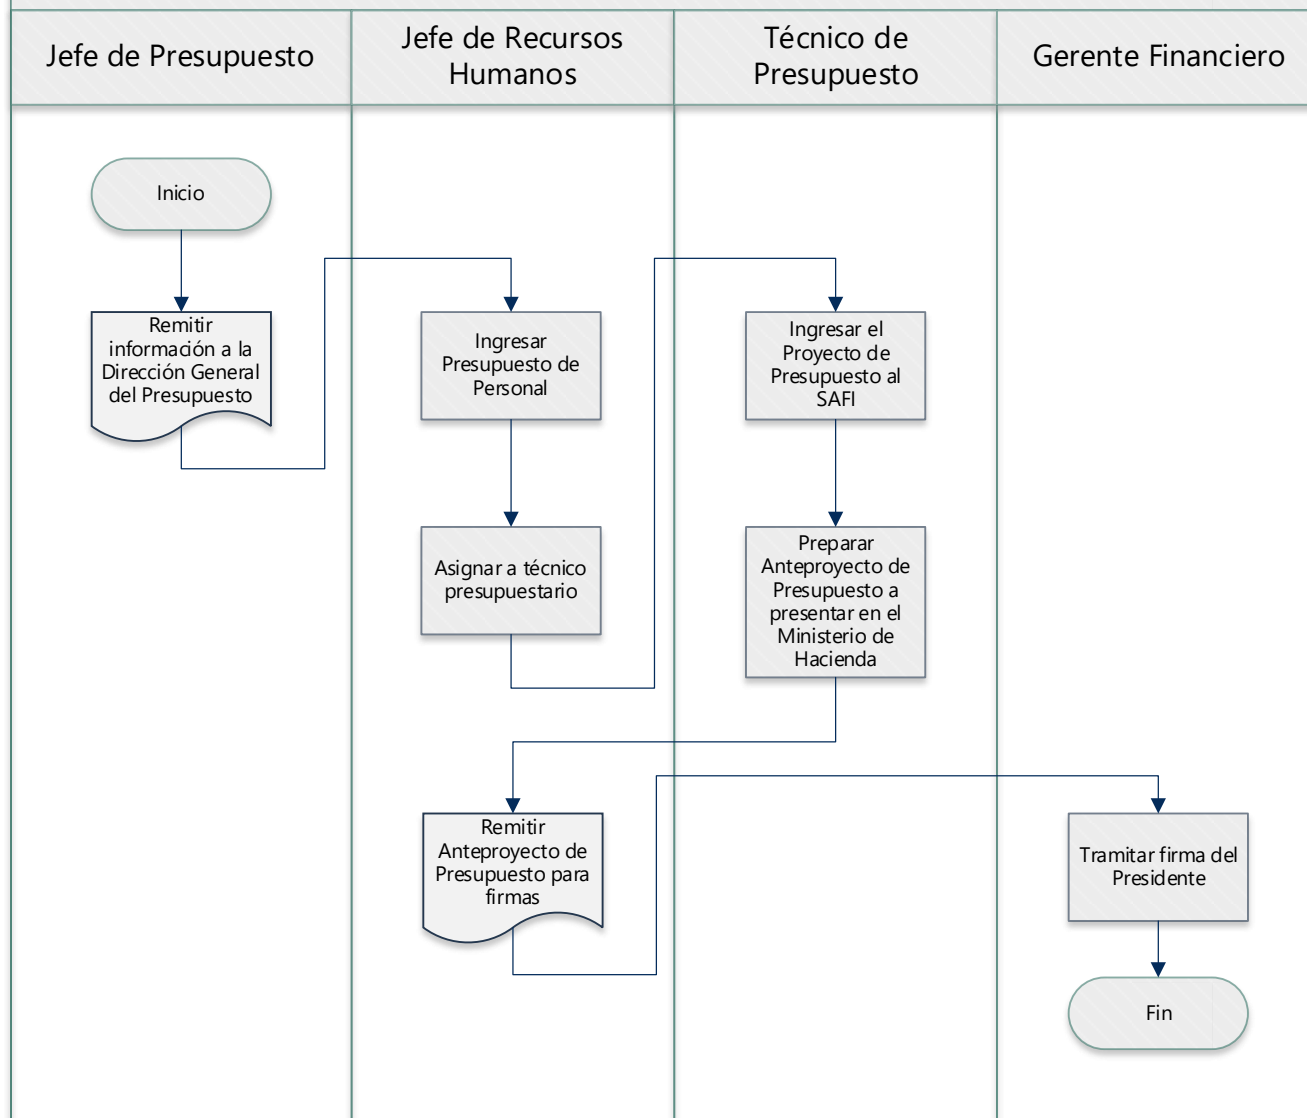 Jefe de Presupuesto
Jefe de Recursos
Humanos
Técnico de
Presupuesto
Gerente Financiero
Inicio
Remitir
información a la
Dirección General
del Presupuesto
Ingresar
Presupuesto de
Personal
Ingresar el
Proyecto de
Presupuesto al
SAFI
Asignar a técnico
presupuestario
Preparar
Anteproyecto de
Presupuesto a
presentar en el
Ministerio de
Hacienda
Remitir
Anteproyecto de
Presupuesto para
firmas
Tramitar firma del
Presidente
Fin